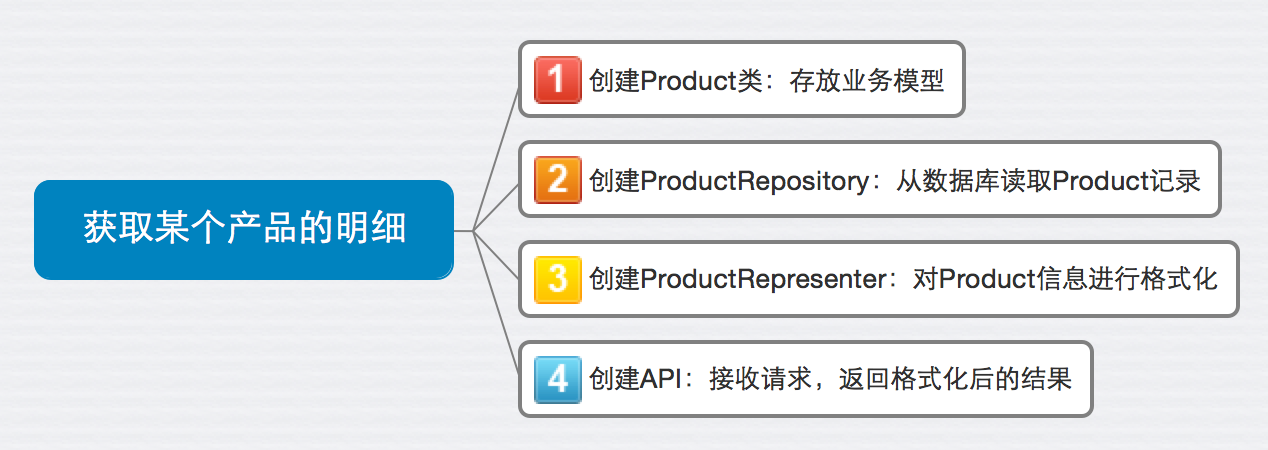 获取某个产品的明细
1 创建Product类：存放业务模型
2 创建ProductRepository：从数据库读取Product记录
3 创建ProductRepresenter：对Product信息进行格式化
4 创建API：接收请求，返回格式化后的结果